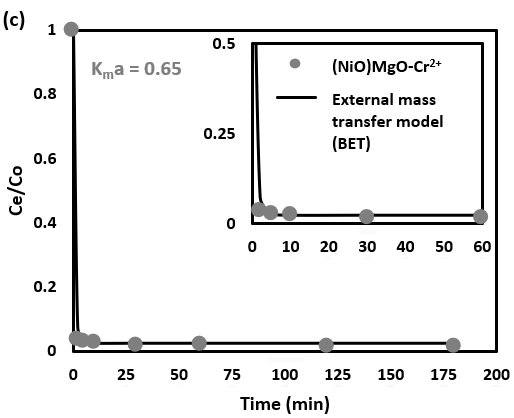 (c)
1
0.8
0.6
0.4
0.2
0
Ce/Co
Kₘa = 0.65
0.5
0.25
0
(NiO)MgO-Cr²⁺
External mass
transfer model
(BET)
0 10 20 30 40 50 60
0 25 50 75 100 125 150 175 200
Time (min)